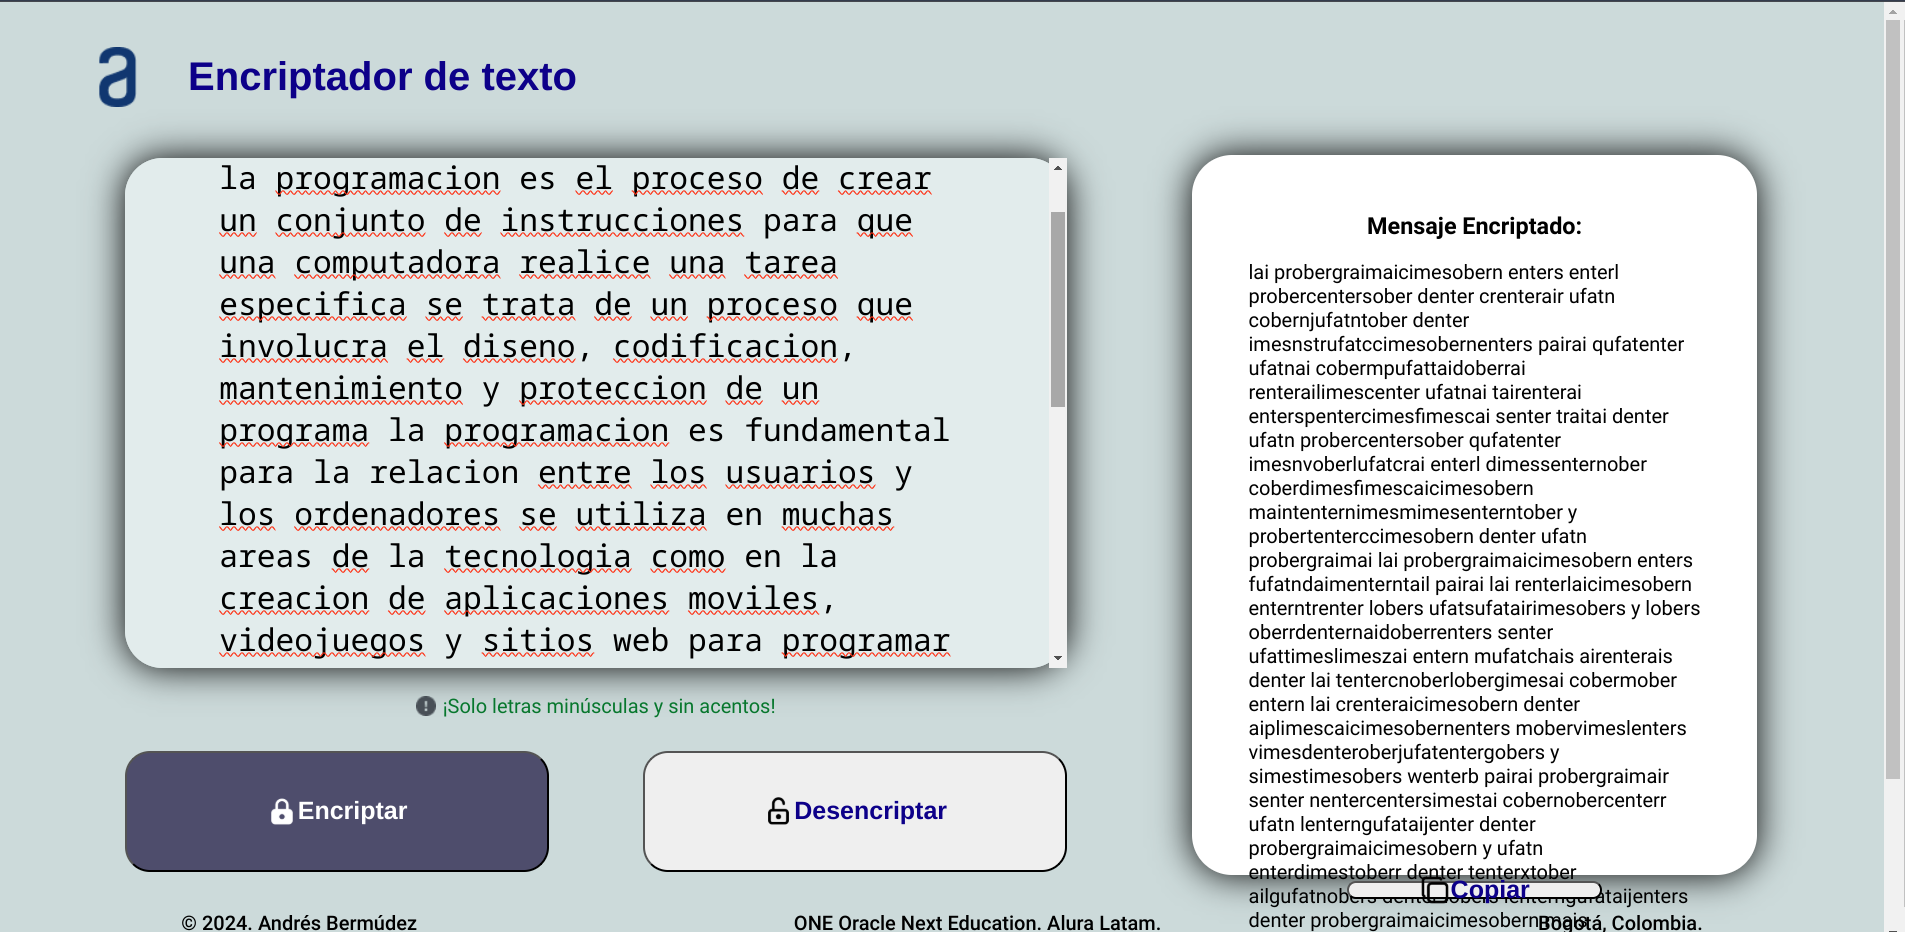 a
Encriptador de texto
la programacion es el proceso de crear
un conjunto de instrucciones para que
una computadora realice una tarea
especifica se trata de un proceso que
involucra el diseno, codificacion,
mantenimiento y proteccion de un
programa la programacion es fundamental
para la relacion entre los usuarios y
los ordenadores se utiliza en muchas
areas de la tecnologia como en la
creacion de aplicaciones moviles,
videojuegos y sitios web para programar
¡Solo letras minúsculas y sin acentos!
Encriptar
Desencriptar
Mensaje Encriptado:
lai probergraimaicimesobern enters enterl
probercentersober denter crenterair ufatn
cobernjufatntober denter
imesnstrufatccimesobernenters pairai qufatenter
ufatnai cobermpufattaidoberrai
renterailimescenter ufatnai tairenterai
enterspentercimesfimescai senter traitai denter
ufatn probercentersober qufatenter
imesnvoberlufatcrai enterl dimessenternober
coberdimesfimescaicimesobern
maintenternimesmimesenterntober y
probertenterccimesobern denter ufatn
probergraimai lai probergraimaicimesobern enters
fufatndaimenterntail pairai lai renterlaicimesobern
enterntrenter lobers ufatsufatairimesobers y lobers
oberrdenternaidoberrenters senter
ufattimeslimeszai entern mufatchais airenterais
denter lai tentercnoberlobergimesai cobermober
entern lai crenteraicimesobern denter
aiplimescaicimesobernenters mobervimeslenters
vimesdenteroberjufatentergobers y
simestimesobers wenterb pairai probergraimair
senter nentercentersimestai cobernobercenterr
ufatn lenterngufataijenter denter
probergraimaicimesobern y ufatn
enterdimestoberr denter tenterxtober
denter probergraimaicimesobern
Copiar
© 2024. Andrés Bermúdez
ONE Oracle Next Education. Alura Latam.
Bogotá, Colombia.